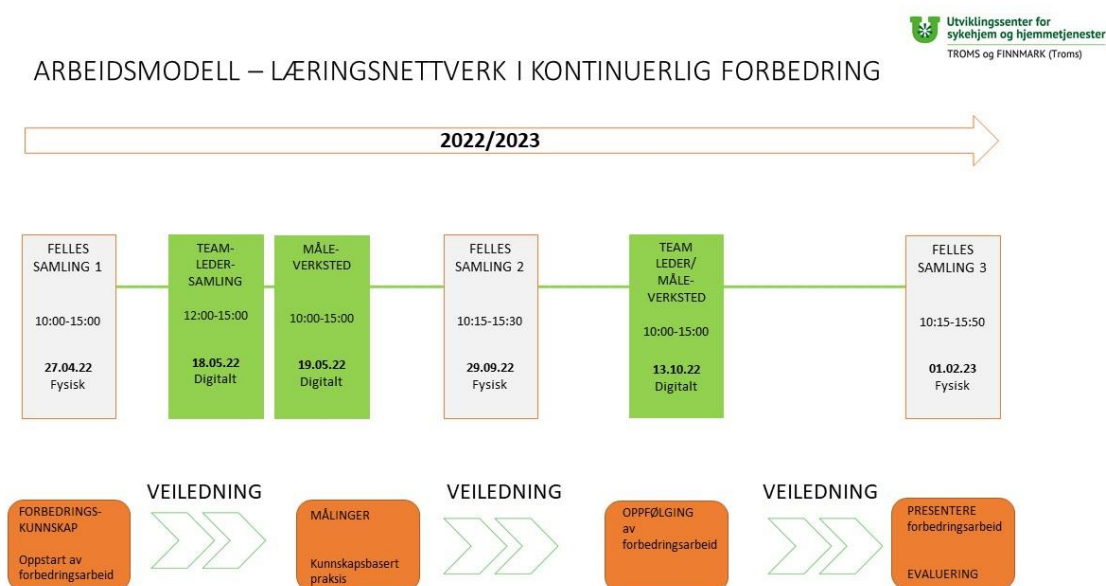 Utviklingssenter for
sykehjem og hjemmetjenester
TROMS og FINNMARK (Troms)
ARBEIDSMODELL – LÆRINGSNETTVERK I KONTINUERLIG FORBEDRING
2022/2023
FELLES
SAMLING 1
10:00-15:00
27.04.22
Fysisk
TEAM-
LEDER-
SAMLING
12:00-15:00
18.05.22
Digitalt
MÅLE-
VERKSTED
10:00-15:00
19.05.22
Digitalt
FELLES
SAMLING 2
10:15-15:30
29.09.22
Fysisk
TEAM
LEDER/
MÅLE-
VERKSTED
10:00-15:00
13.10.22
Digitalt
FELLES
SAMLING 3
10:15-15:50
01.02.23
Fysisk
FORBEDRINGS-
KUNNSKAP
Oppstart av
forbedringsarbeid
VEILEDNING
MÅLINGER
Kunnskapsbasert
praksis
VEILEDNING
OPPFØLGING
av
forbedringsarbeid
VEILEDNING
PRESENTERE
forbedringsarbeid
EVALUERING